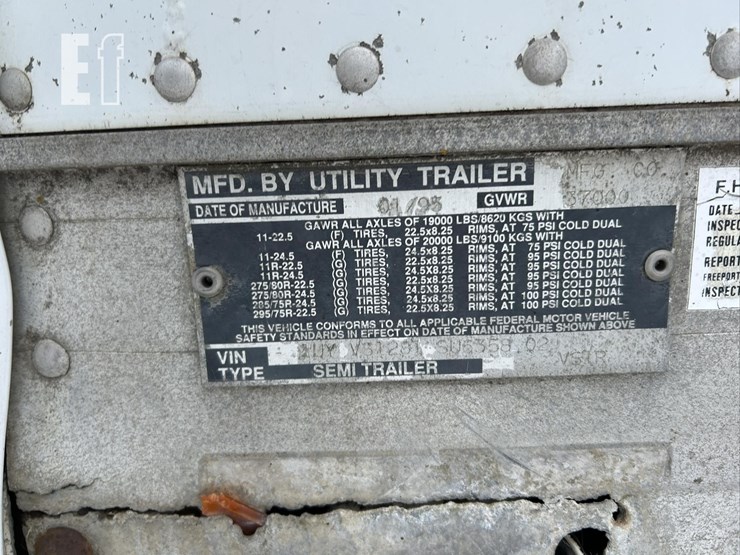 Ef
MFD. BY UTILITY TRAILER MFG. CO.
DATE OF MANUFACTURE 01/95 GVWR 37000
GAWR ALL AXLES OF 19000 LBS/8620 KGS WITH
11-22.5 (F) TIRES, 22.5x8.25 RIMS, AT 75 PSI COLD DUAL
GAWR ALL AXLES OF 20000 LBS/9100 KGS WITH
11-24.5 (F) TIRES, 24.5x8.25 RIMS, AT 75 PSI COLD DUAL
11R-22.5 (G) TIRES, 22.5x8.25 RIMS, AT 95 PSI COLD DUAL
11R-24.5 (G) TIRES, 24.5x8.25 RIMS, AT 95 PSI COLD DUAL
275/80R-22.5 (G) TIRES, 22.5x8.25 RIMS, AT 95 PSI COLD DUAL
275/80R-24.5 (G) TIRES, 24.5x8.25 RIMS, AT 95 PSI COLD DUAL
285/75R-24.5 (G) TIRES, 24.5x8.25 RIMS, AT 100 PSI COLD DUAL
295/75R-22.5 (G) TIRES, 22.5x8.25 RIMS, AT 100 PSI COLD DUAL
THIS VEHICLE CONFORMS TO ALL APPLICABLE FEDERAL MOTOR VEHICLE
SAFETY STANDARDS IN EFFECT ON DATE OF MANUFACTURE SHOWN ABOVE
VIN
TYPE SEMI TRAILER
F.H
DATE
INSPEC
REGULA
REPORT
FREEPORT
INSPECT